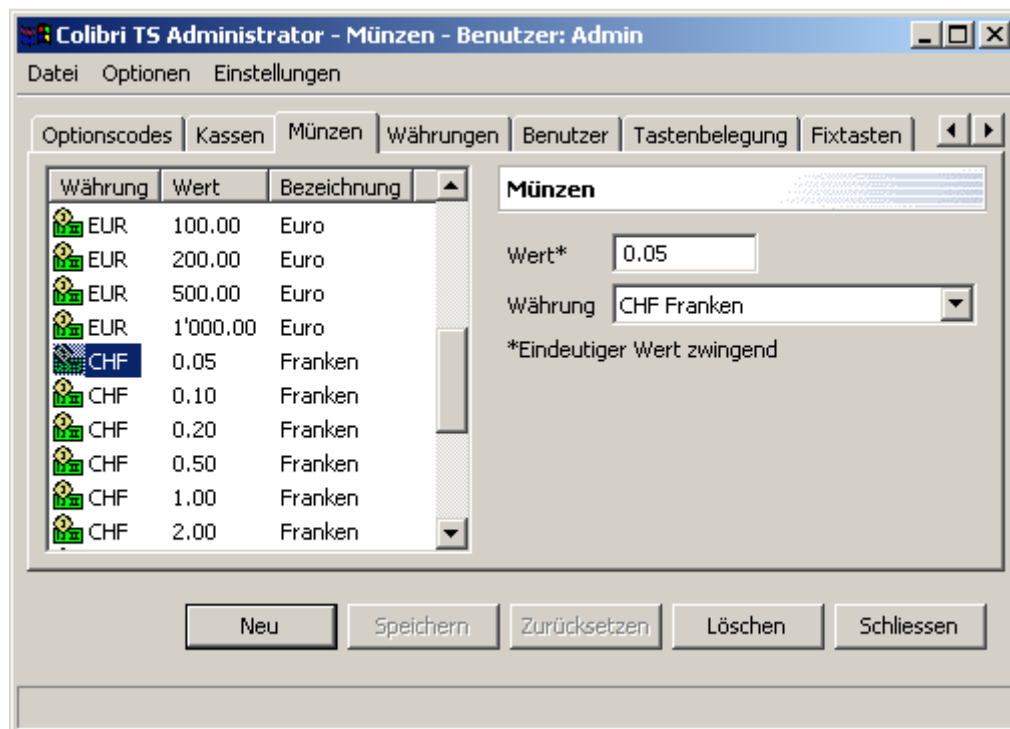 Colibri TS Administrator - Münzen - Benutzer: Admin
Datei Optionen Einstellungen
Optionscodes Kassen Münzen Währungen Benutzer Tastenbelegung Fixtasten
Währung Wert Bezeichnung
EUR 100.00 Euro
EUR 200.00 Euro
EUR 500.00 Euro
EUR 1'000.00 Euro
CHF 0.05 Franken
CHF 0.10 Franken
CHF 0.20 Franken
CHF 0.50 Franken
CHF 1.00 Franken
CHF 2.00 Franken
Münzen
Wert* 0.05
Währung CHF Franken
*Eindeutiger Wert zwingend
Neu Speichern Zurücksetzen Löschen Schliessen